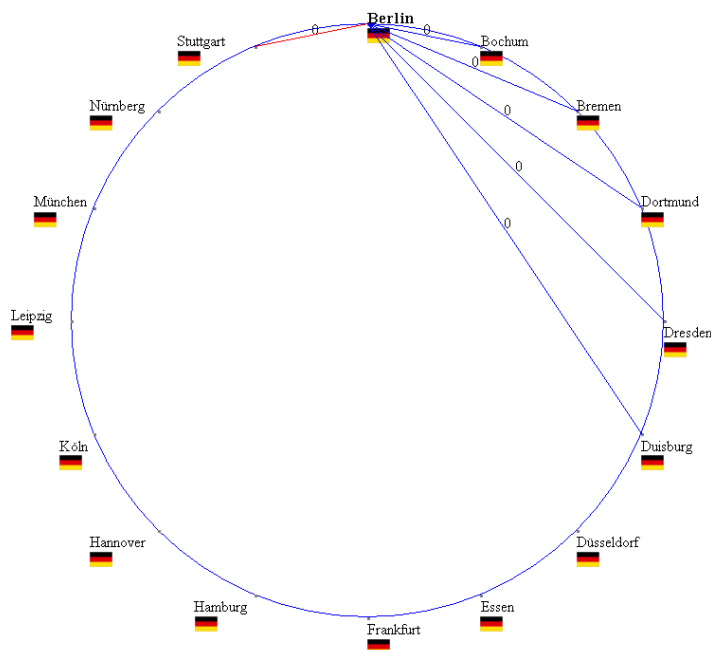 Berlin
0
0
Stuttgart
Bochum
0
Nürnberg
Bremen
0
0
München
Dortmund
0
Leipzig
Dresden
Köln
Duisburg
Hannover
Düsseldorf
Hamburg
Essen
Frankfurt